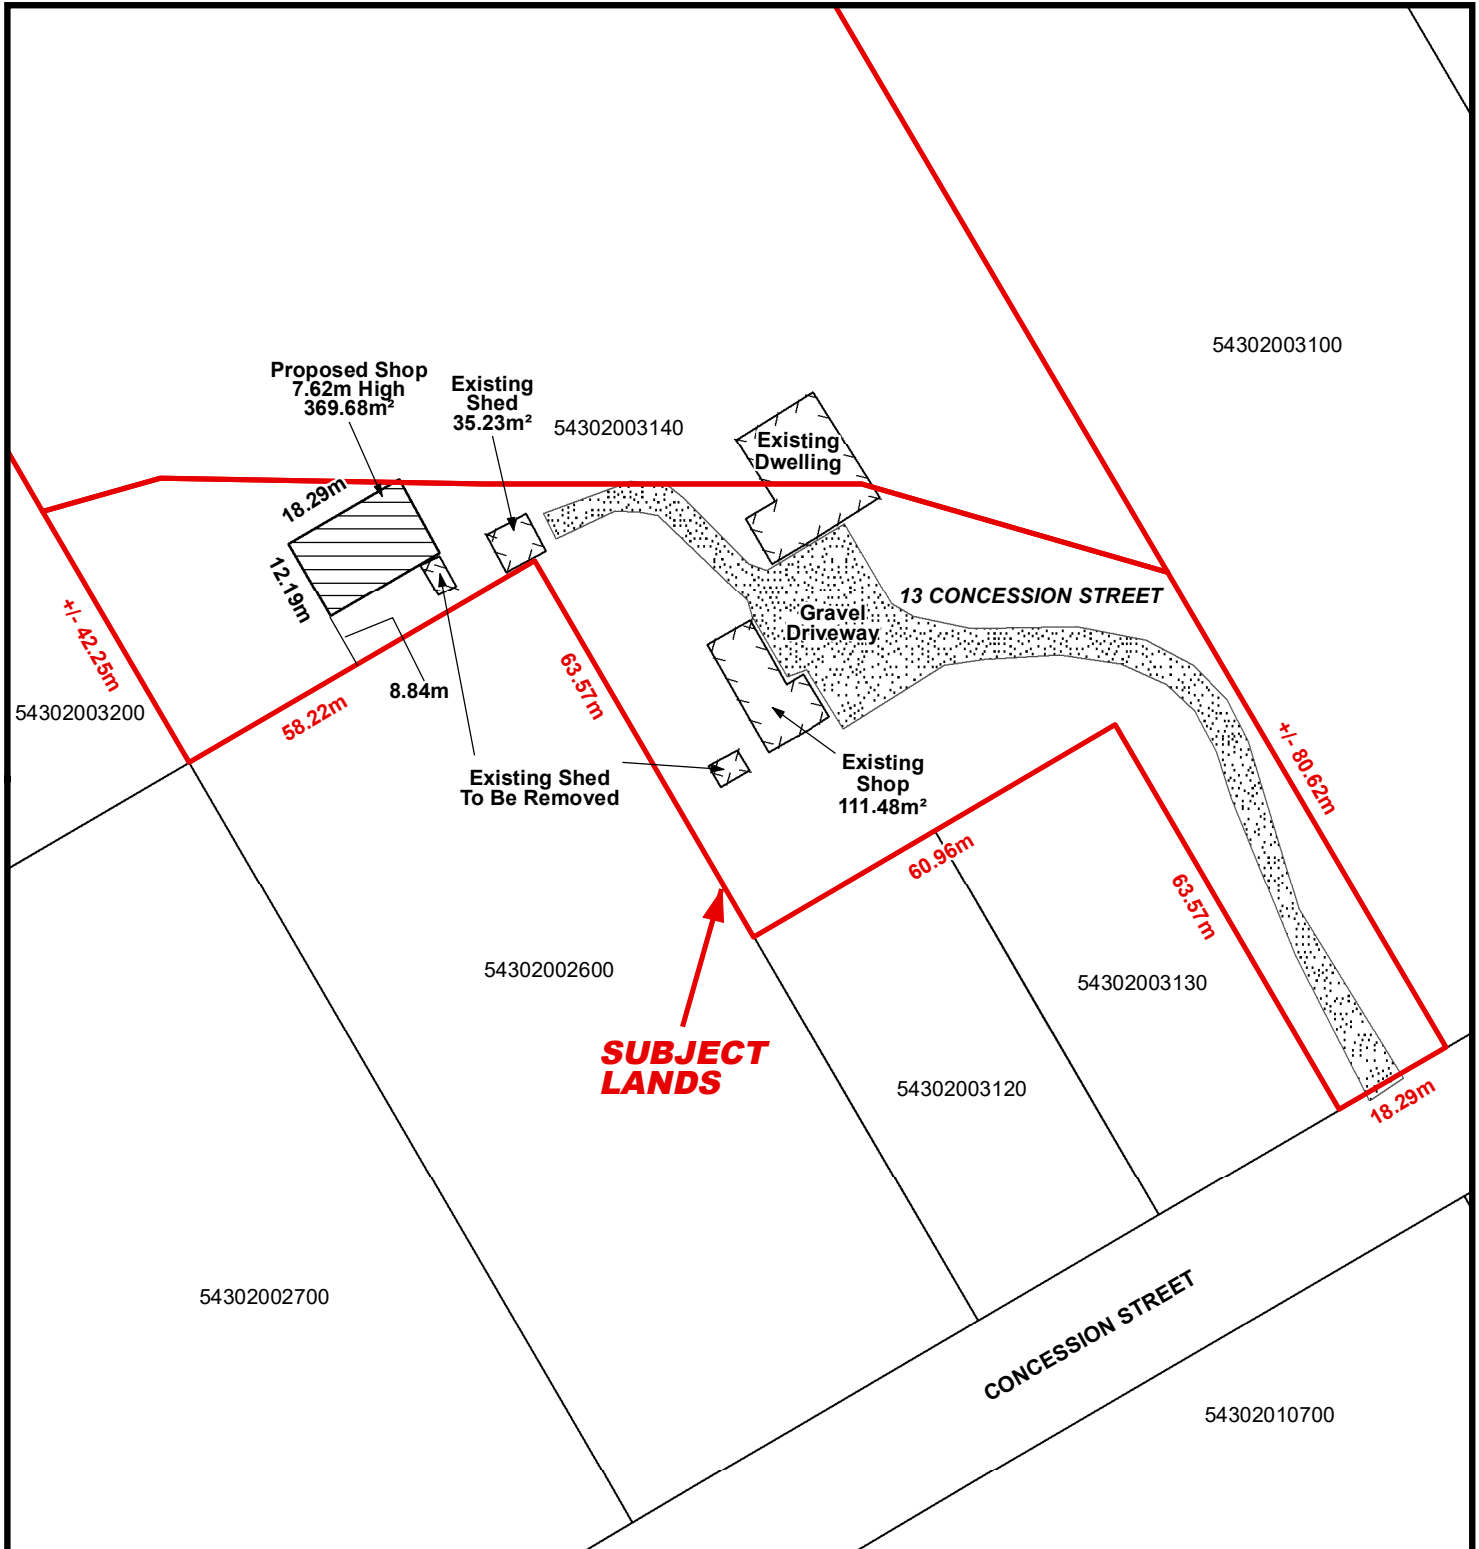 54302003100
Proposed Shop
7.62m High
369.68m²
Existing
Shed
35.23m²
54302003140
Existing
Dwelling
18.29m
12.19m
13 CONCESSION STREET
Gravel
Driveway
+/- 42.25m
63.57m
8.84m
58.22m
54302003200
Existing Shed
To Be Removed
Existing
Shop
111.48m²
+/- 80.62m
60.96m
63.57m
54302002600
54302003130
SUBJECT
LANDS
54302003120
18.29m
54302002700
CONCESSION STREET
54302010700